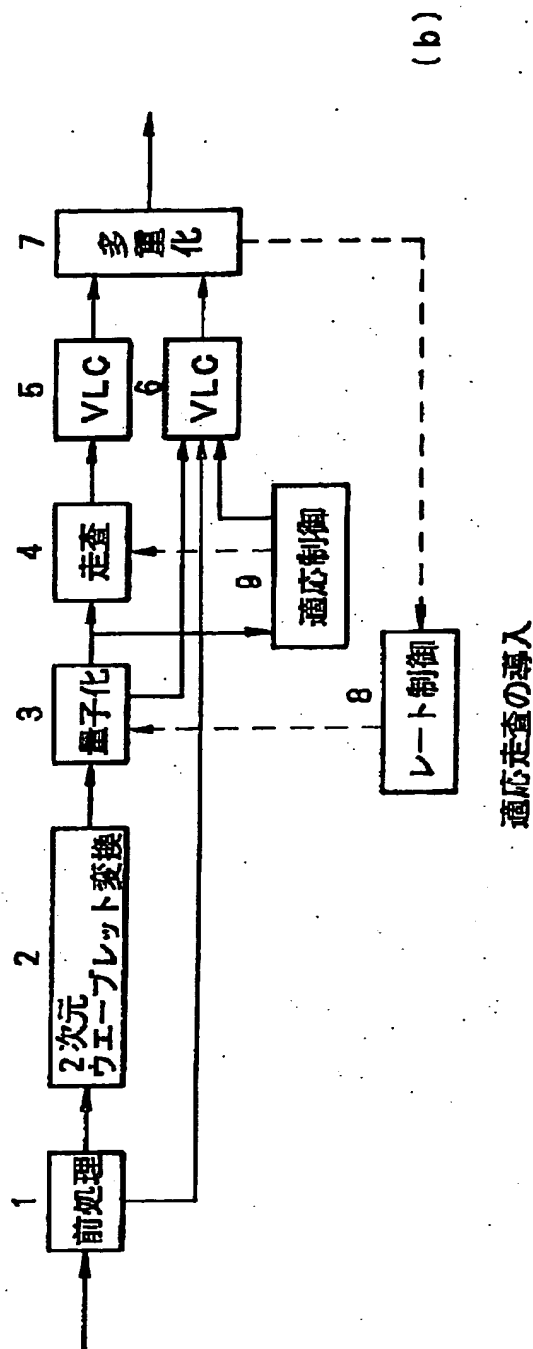 1
前処理
2
2次元
ウェーブレット変換
3
量子化
4
走査
5
VLC
6
VLC
7
多重化
9
適応制御
8
レート制御
適応走査の導入
(b)